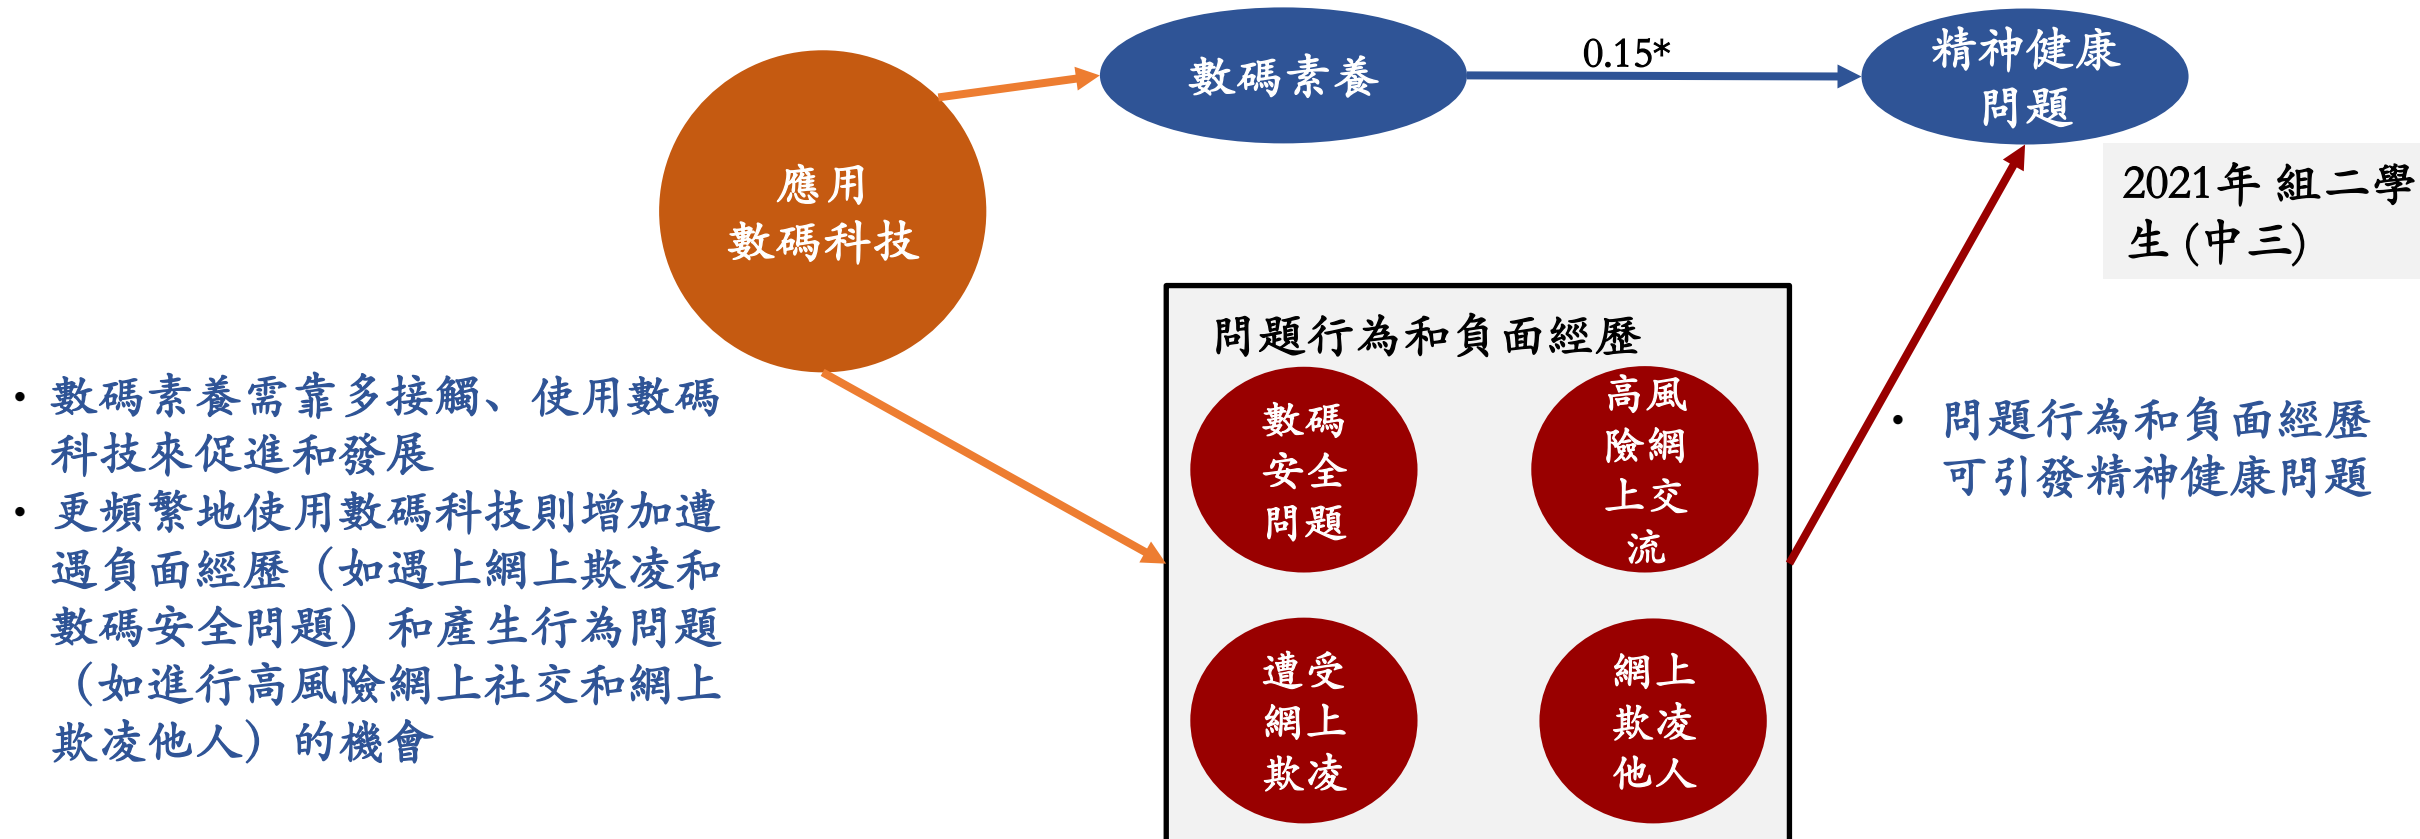 數碼素養
0.15*
精神健康
問題
應用
數碼科技
2021年 組二學
生 (中三)
• 數碼素養需靠多接觸、使用數碼
科技來促進和發展
• 更頻繁地使用數碼科技則增加遭
遇負面經歷（如遇上網上欺凌和
數碼安全問題）和產生行為問題
（如進行高風險網上社交和網上
欺凌他人）的機會
問題行為和負面經歷
數碼
安全
問題
高風
險網
上交
流
遭受
網上
欺凌
網上
欺凌
他人
• 問題行為和負面經歷
可引發精神健康問題